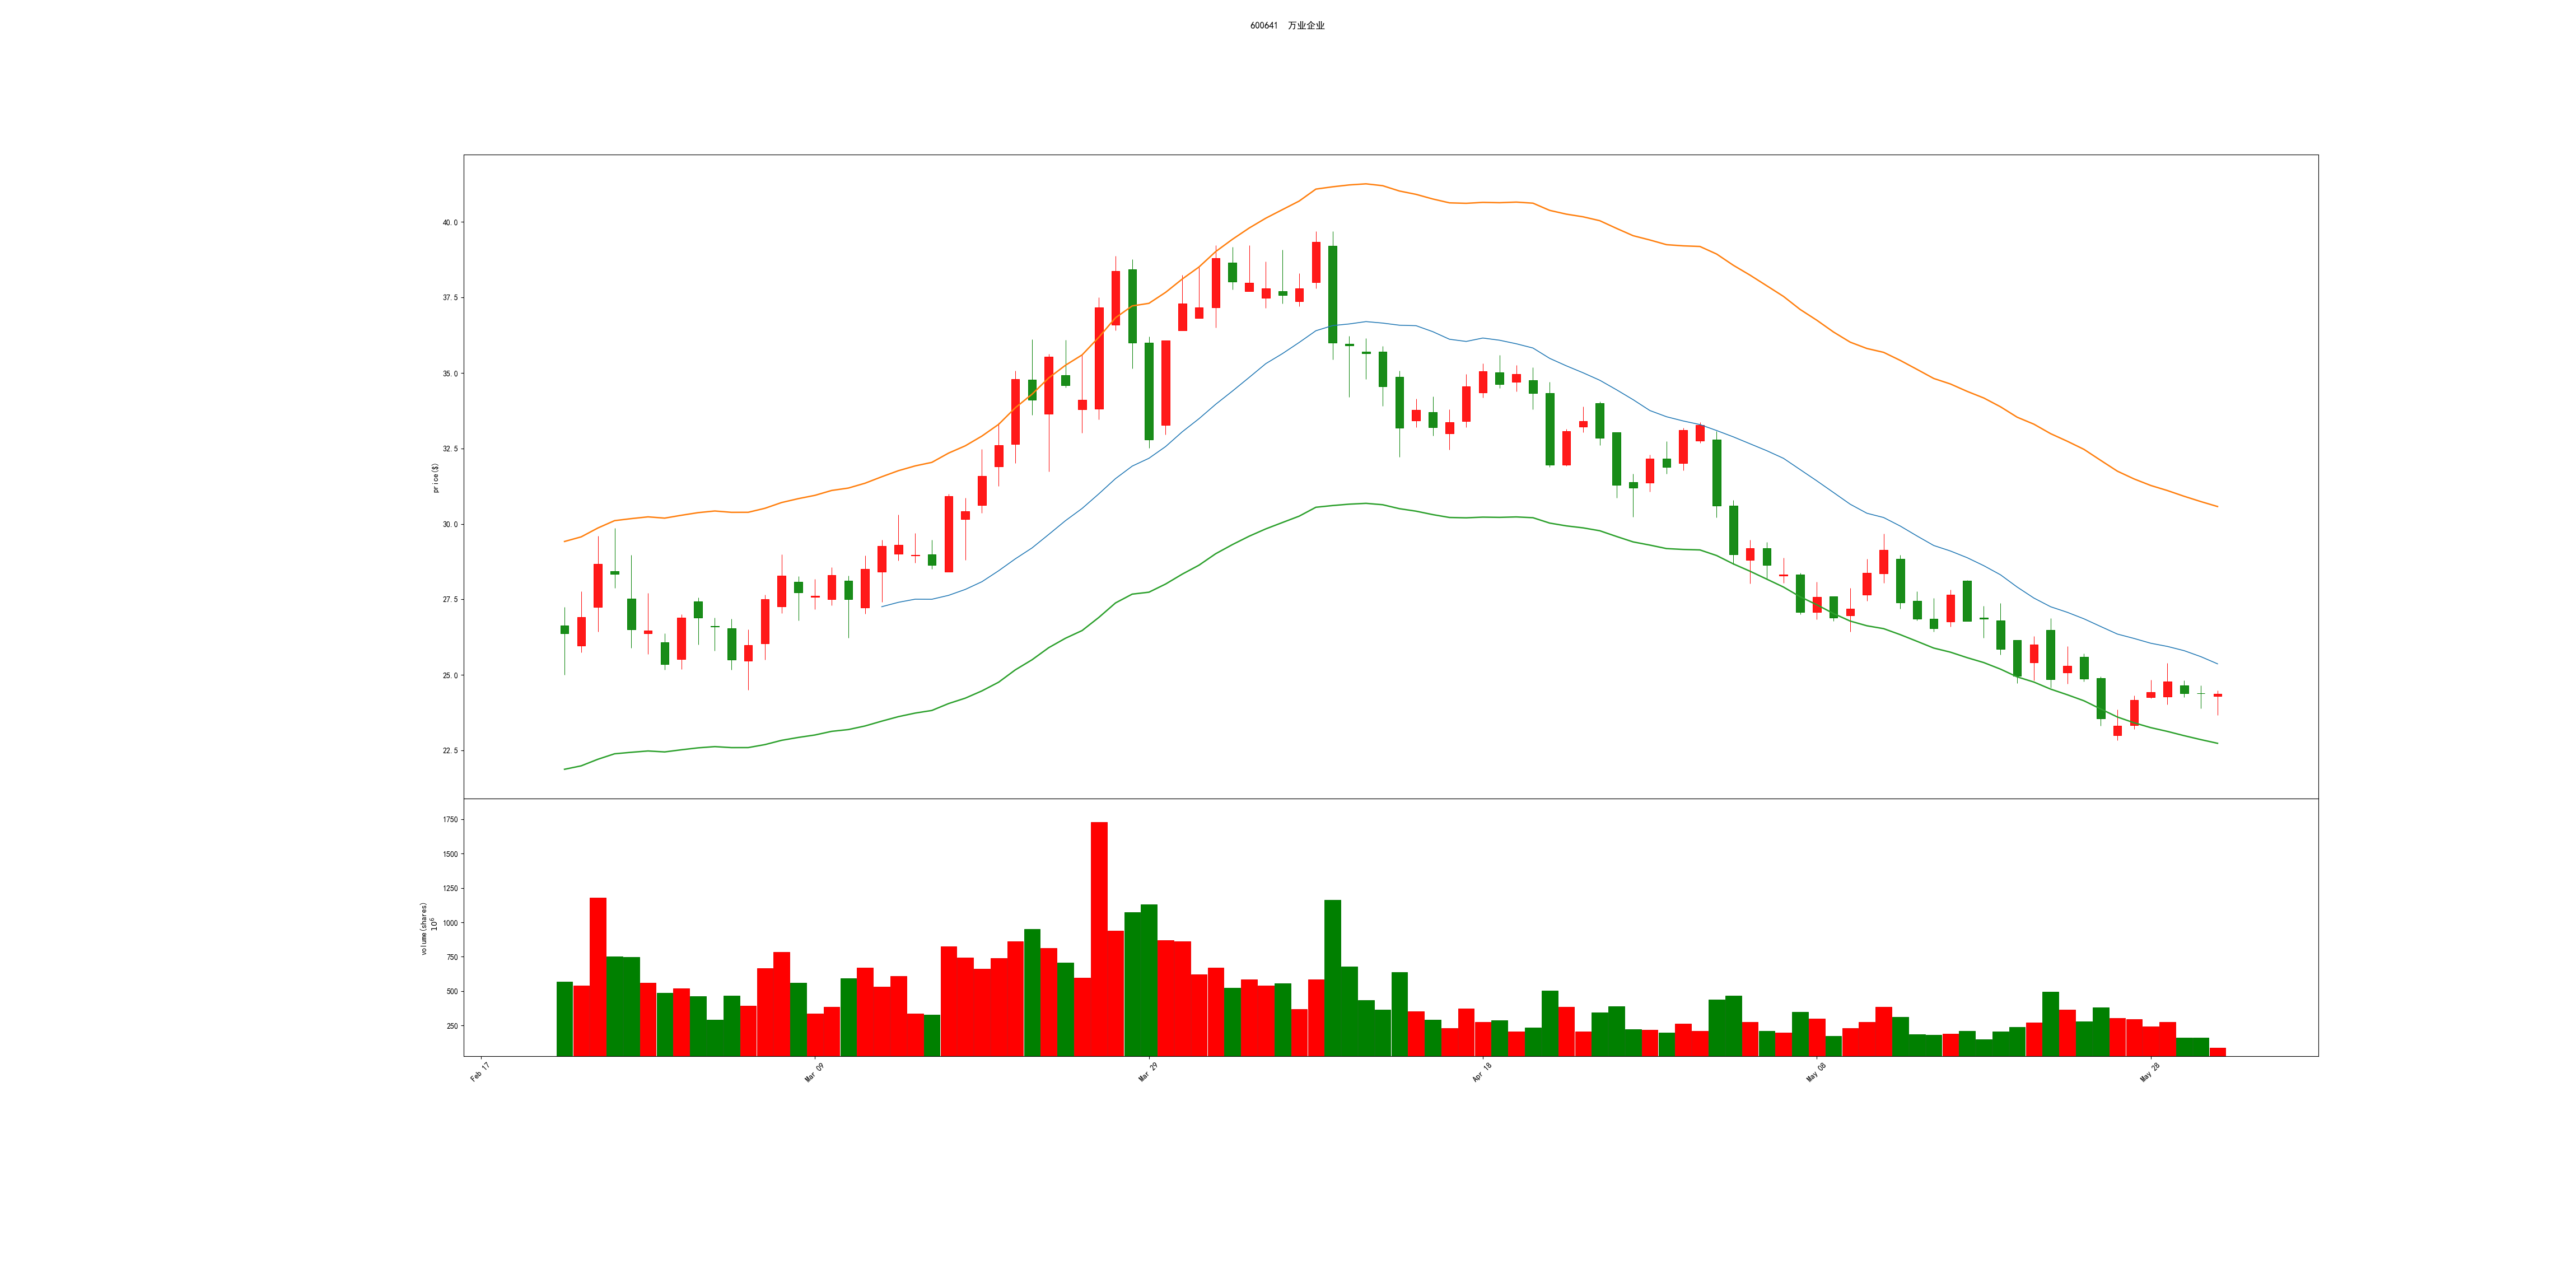 600641 万业企业
40.0
37.5
35.0
32.5
30.0
27.5
25.0
22.5
price($)
1750
1500
1250
1000
750
500
250
volume(shares)
10⁶
Feb 17
Mar 09
Mar 29
Apr 18
May 08
May 28